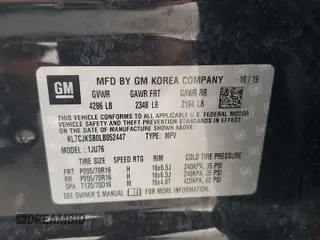 GM
MFD BY GM KOREA COMPANY 10/19
GVWR GAWR FRT GAWR RR
4286 LB 2348 LB 2194 LB
THIS VEHICLE CONFORMS TO ALL APPLICABLE U.S. FEDERAL MOTOR
VEHICLE SAFETY, BUMPER, AND THEFT PREVENTION STANDARDS
IN EFFECT ON THE DATE OF MANUFACTURE SHOWN ABOVE.
KL7CJKSB0LB052447 TYPE: MPV
MODEL: 1JU76
TIRE SIZE SPEED RTG RIM COLD TIRE PRESSURE
FRT P205/70R16 H 16x6.5J 240KPA, 35 PSI
RR P205/70R16 H 16x6.5J 240KPA, 35 PSI
SPA T125/70D16 M 16x4.0T 420KPA, 60 PSI